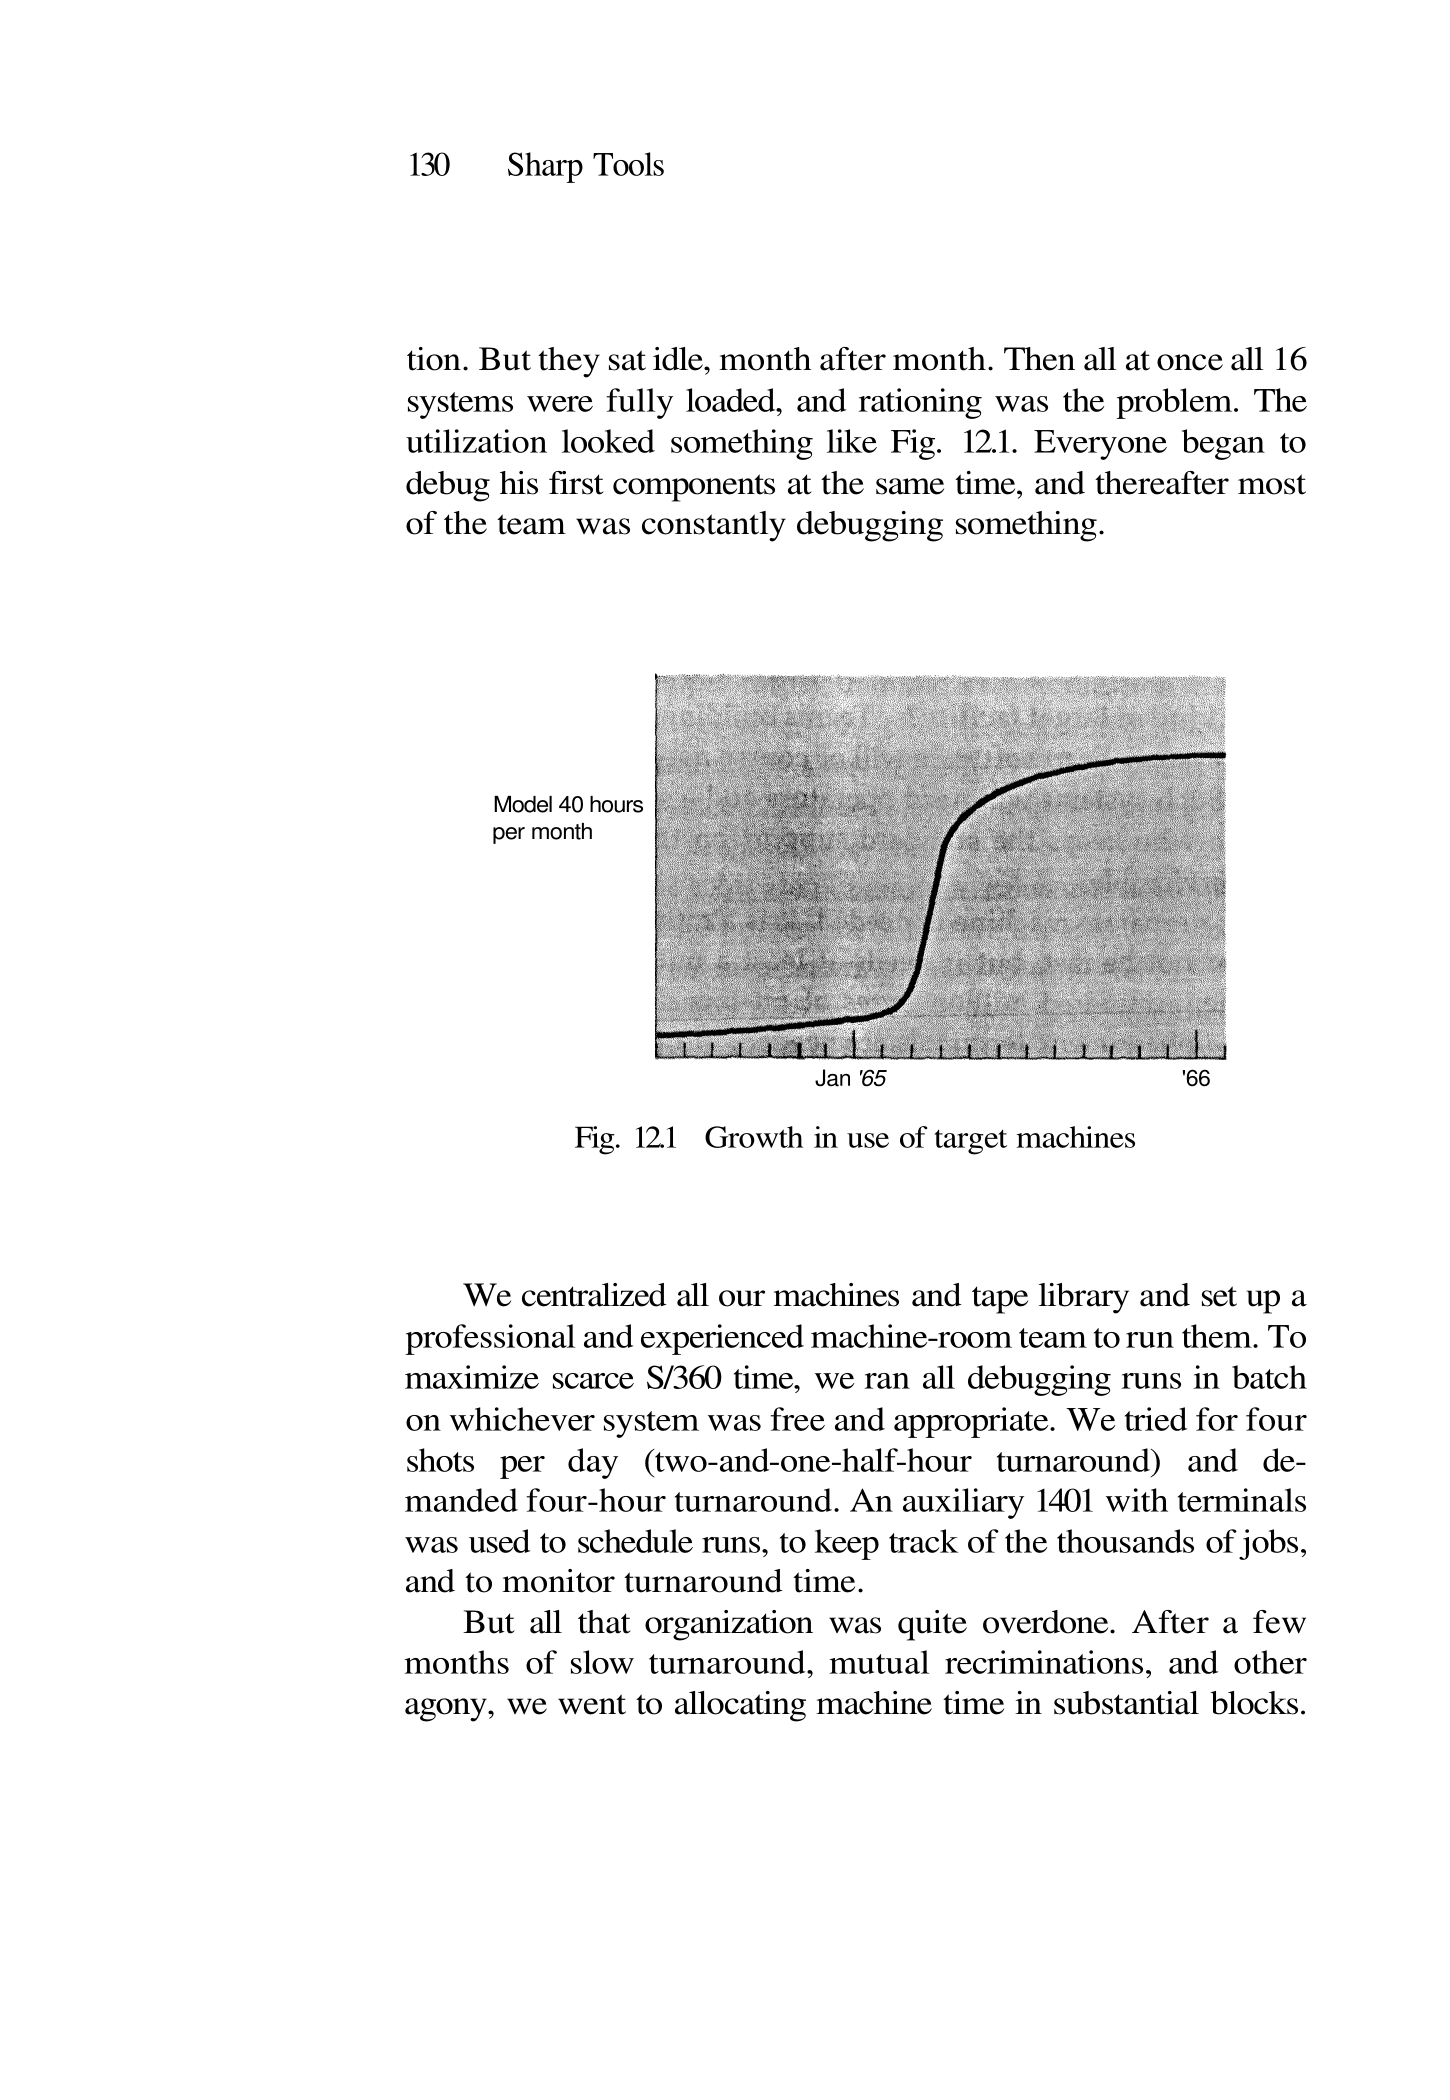 130 Sharp Tools
tion. But they sat idle, month after month. Then all at once all 16
systems were fully loaded, and rationing was the problem. The
utilization looked something like Fig. 12.1. Everyone began to
debug his first components at the same time, and thereafter most
of the team was constantly debugging something.
Model 40 hours
per month
Jan '65 '66
Fig. 12.1 Growth in use of target machines
We centralized all our machines and tape library and set up a
professional and experienced machine-room team to run them. To
maximize scarce S/360 time, we ran all debugging runs in batch
on whichever system was free and appropriate. We tried for four
shots per day (two-and-one-half-hour turnaround) and de-
manded four-hour turnaround. An auxiliary 1401 with terminals
was used to schedule runs, to keep track of the thousands of jobs,
and to monitor turnaround time.
But all that organization was quite overdone. After a few
months of slow turnaround, mutual recriminations, and other
agony, we went to allocating machine time in substantial blocks.